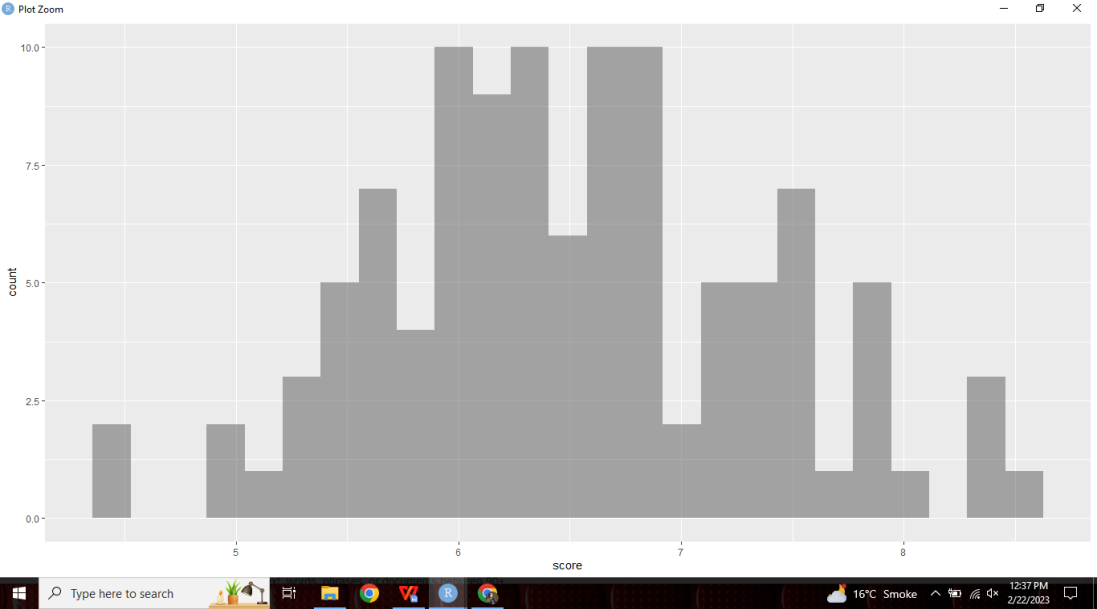 R Plot Zoom
10.0
7.5
5.0
2.5
0.0
count
5 6 7 8
score
Type here to search
R
16°C Smoke
12:37 PM
2/22/2023